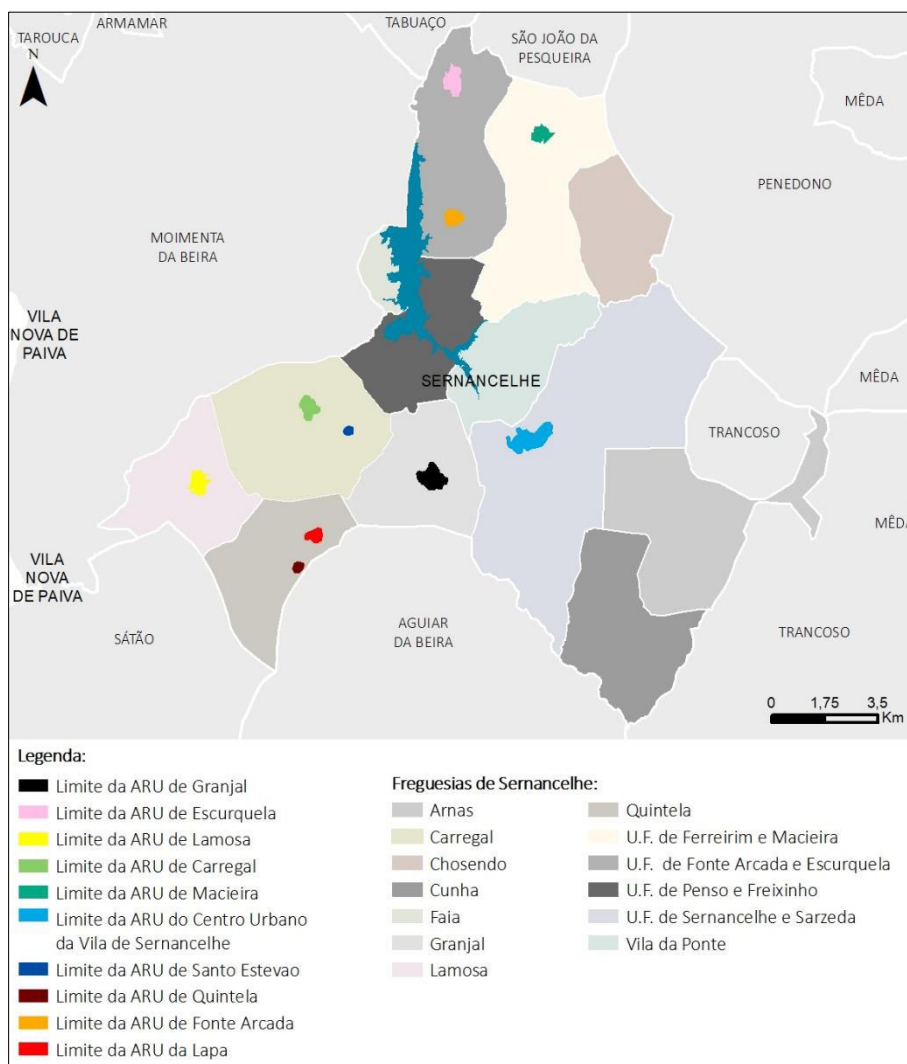 ARMAMAR
TABUAÇO
TAROUCA
N
SÃO JOÃO DA
PESQUEIRA
MÊDA
PENEDONO
MOIMENTA
DA BEIRA
VILA
NOVA DE
PAIVA
SERNANCELHE
MÊDA
TRANCOSO
MÊDA
VILA
NOVA
DE PAIVA
SÁTÃO
AGUIAR
DA BEIRA
TRANCOSO
0 1,75 3,5
Km
Legenda:
Limite da ARU de Granjal
Limite da ARU de Escurquela
Limite da ARU de Lamosa
Limite da ARU de Carregal
Limite da ARU de Macieira
Limite da ARU do Centro Urbano
da Vila de Sernancelhe
Limite da ARU de Santo Estevao
Limite da ARU de Quintela
Limite da ARU de Fonte Arcada
Limite da ARU da Lapa
Freguesias de Sernancelhe:
Arnas
Carregal
Chosendo
Cunha
Faia
Granjal
Lamosa
Quintela
U.F. de Ferreirim e Macieira
U.F. de Fonte Arcada e Escurquela
U.F. de Penso e Freixinho
U.F. de Sernancelhe e Sarzeda
Vila da Ponte